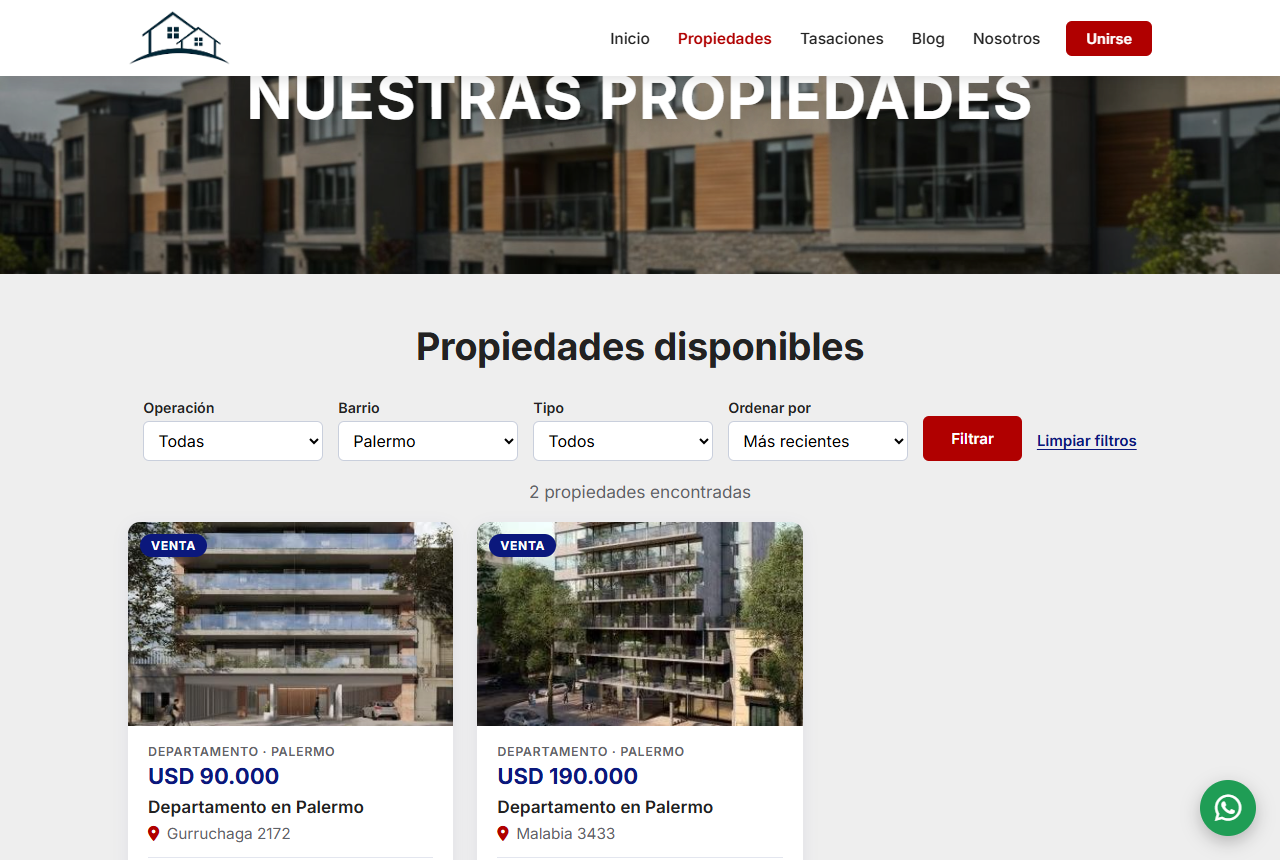 Inicio
Propiedades
Tasaciones
Blog
Nosotros
Unirse
NUESTRAS PROPIEDADES
Propiedades disponibles
Operación
Barrio
Tipo
Ordenar por
Todas
Palermo
Todos
Más recientes
Filtrar
Limpiar filtros
2 propiedades encontradas
VENTA
DEPARTAMENTO · PALERMO
USD 90.000
Departamento en Palermo
Gurruchaga 2172
VENTA
DEPARTAMENTO · PALERMO
USD 190.000
Departamento en Palermo
Malabia 3433